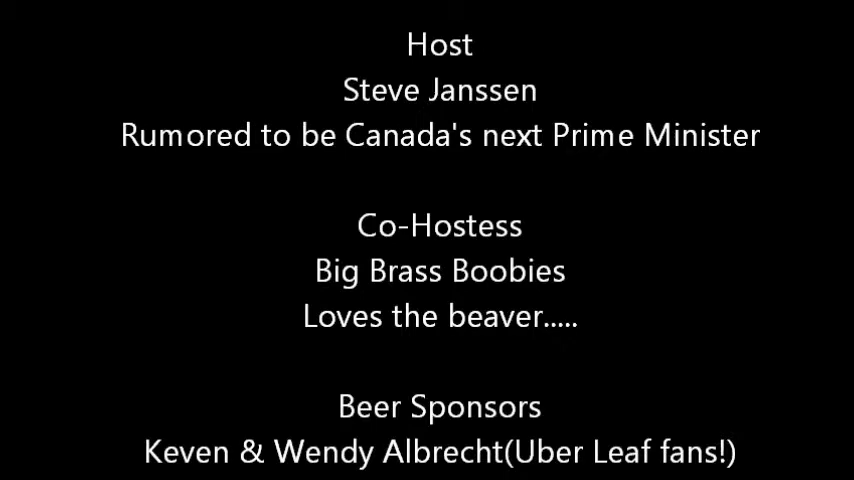 Host
Steve Janssen
Rumored to be Canada's next Prime Minister
Co-Hostess
Big Brass Boobies
Loves the beaver.....
Beer Sponsors
Keven & Wendy Albrecht(Uber Leaf fans!)